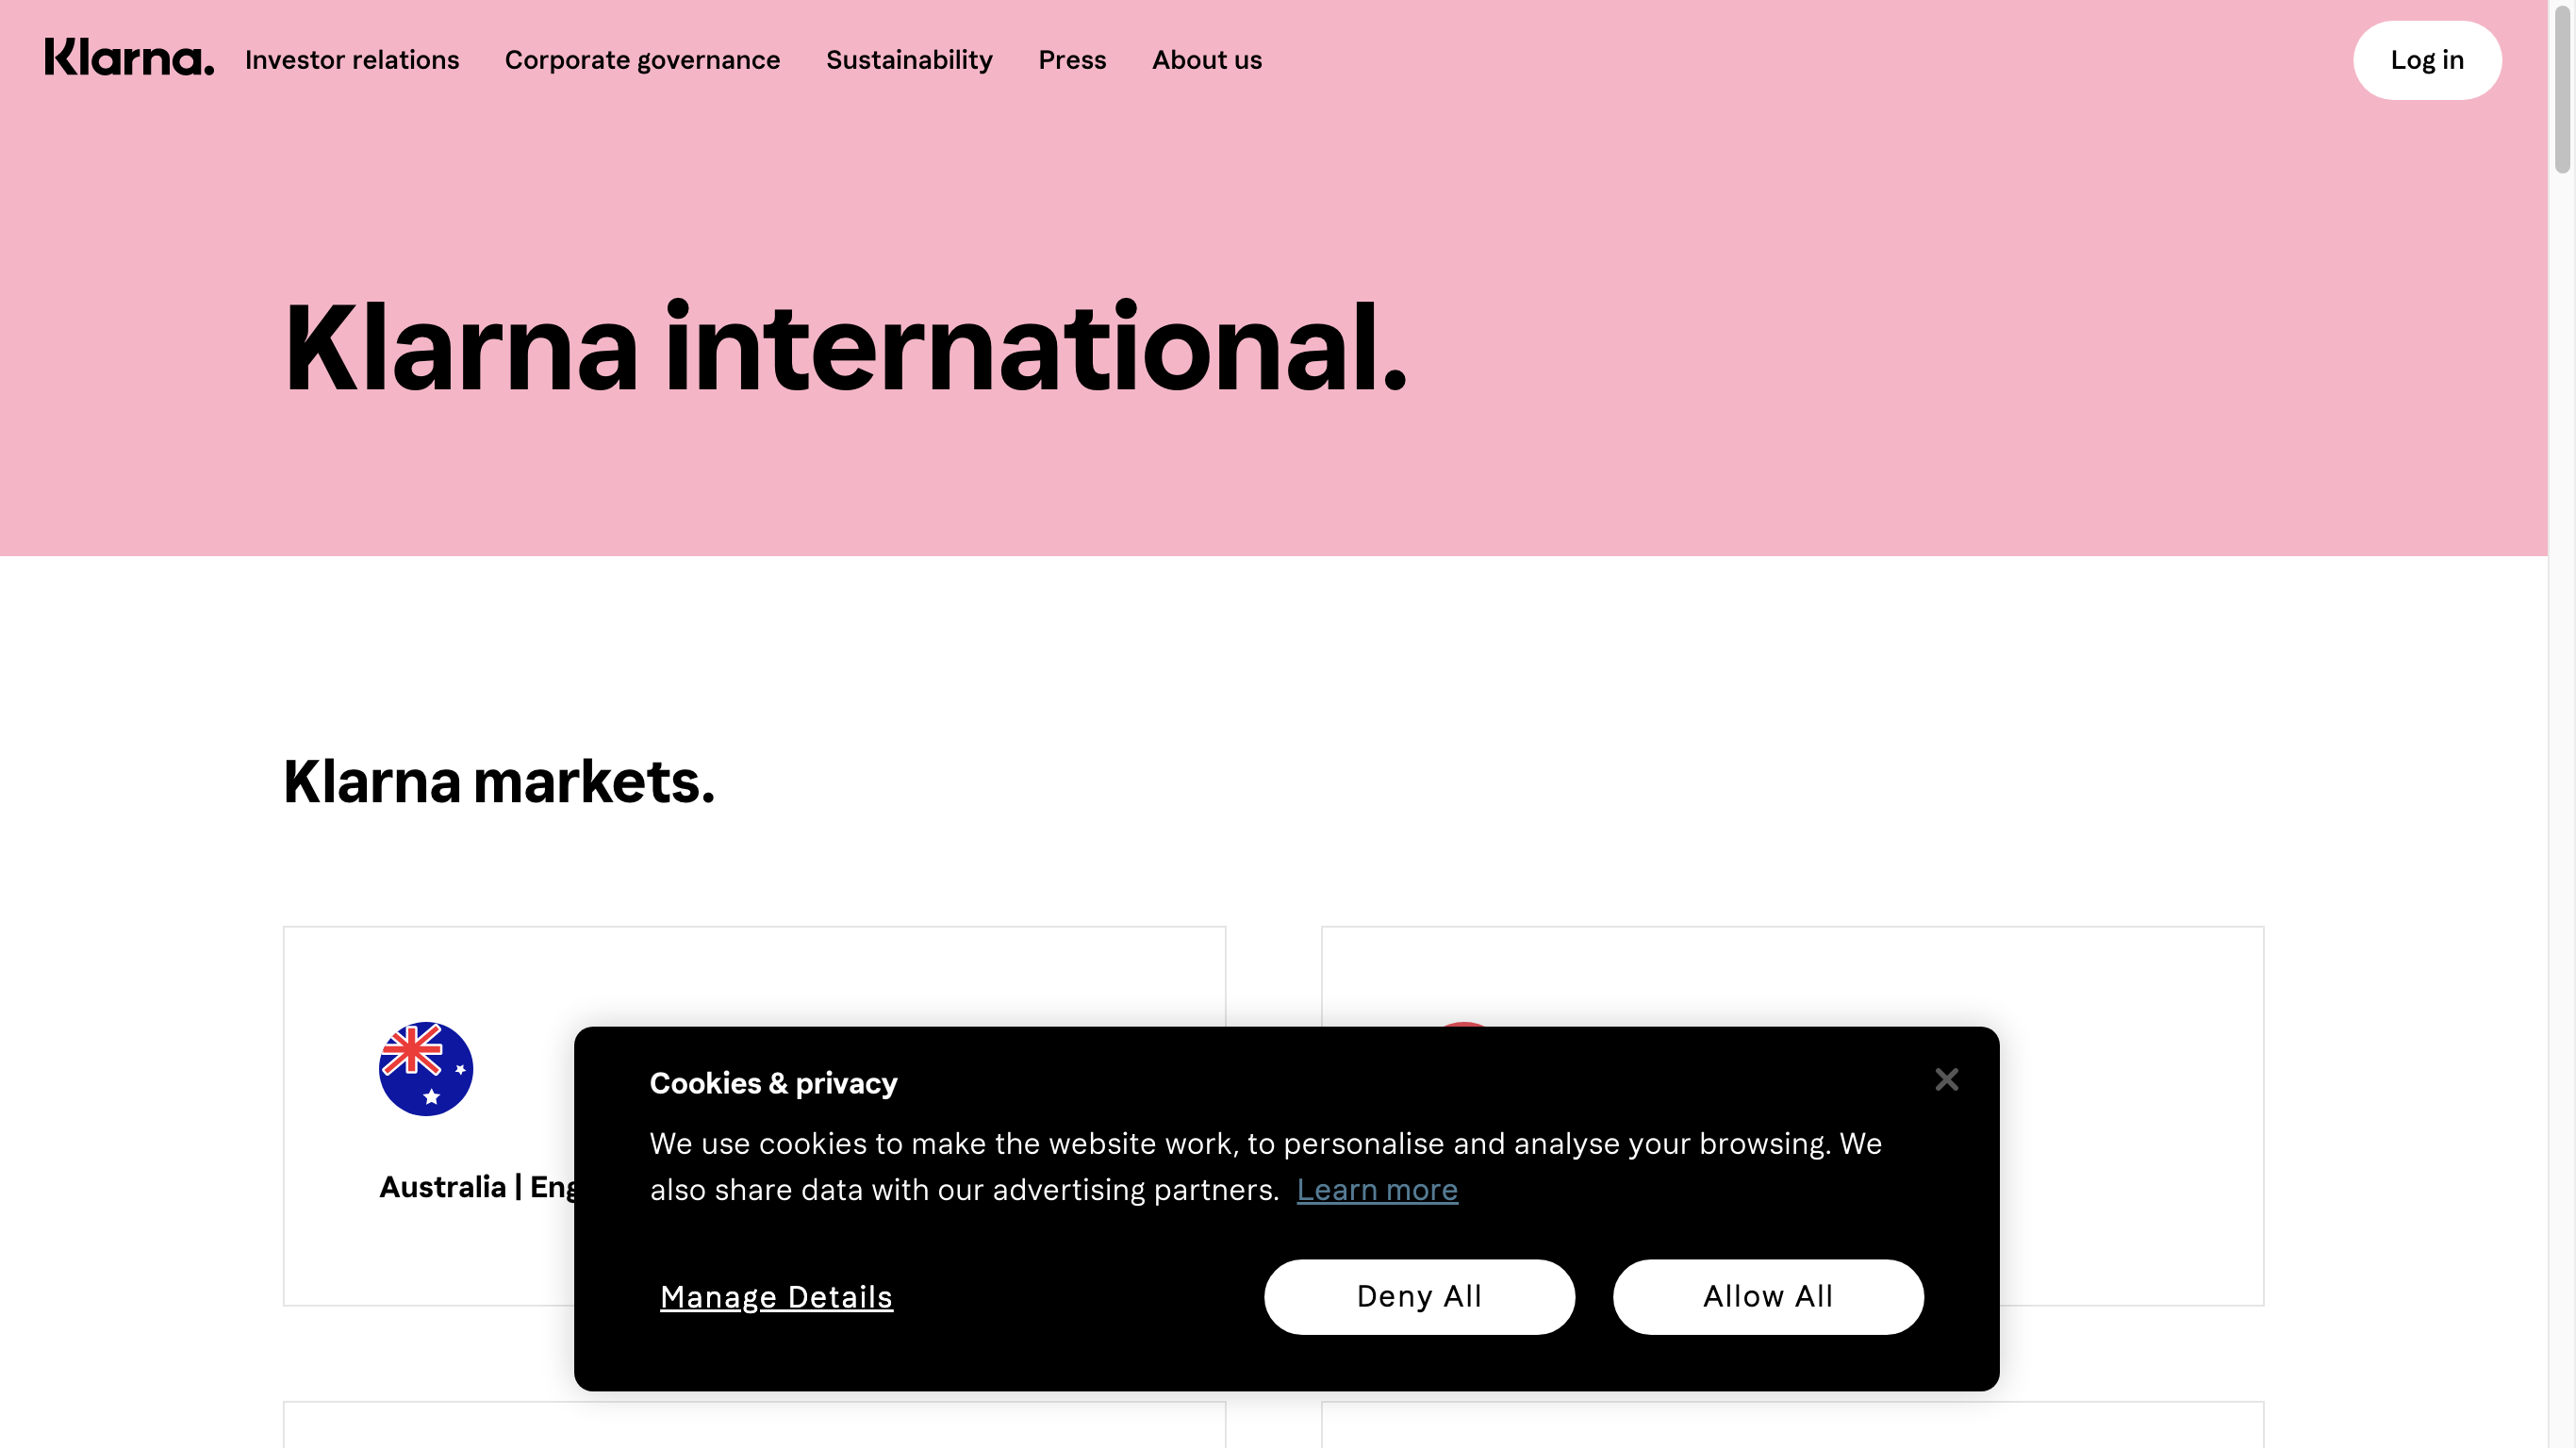 Klarna. Investor relations Corporate governance Sustainability Press About us Log in
Klarna international.
Klarna markets.
Australia |
Cookies & privacy
We use cookies to make the website work, to personalise and analyse your browsing. We
also share data with our advertising partners. Learn more
Manage Details Deny All Allow All